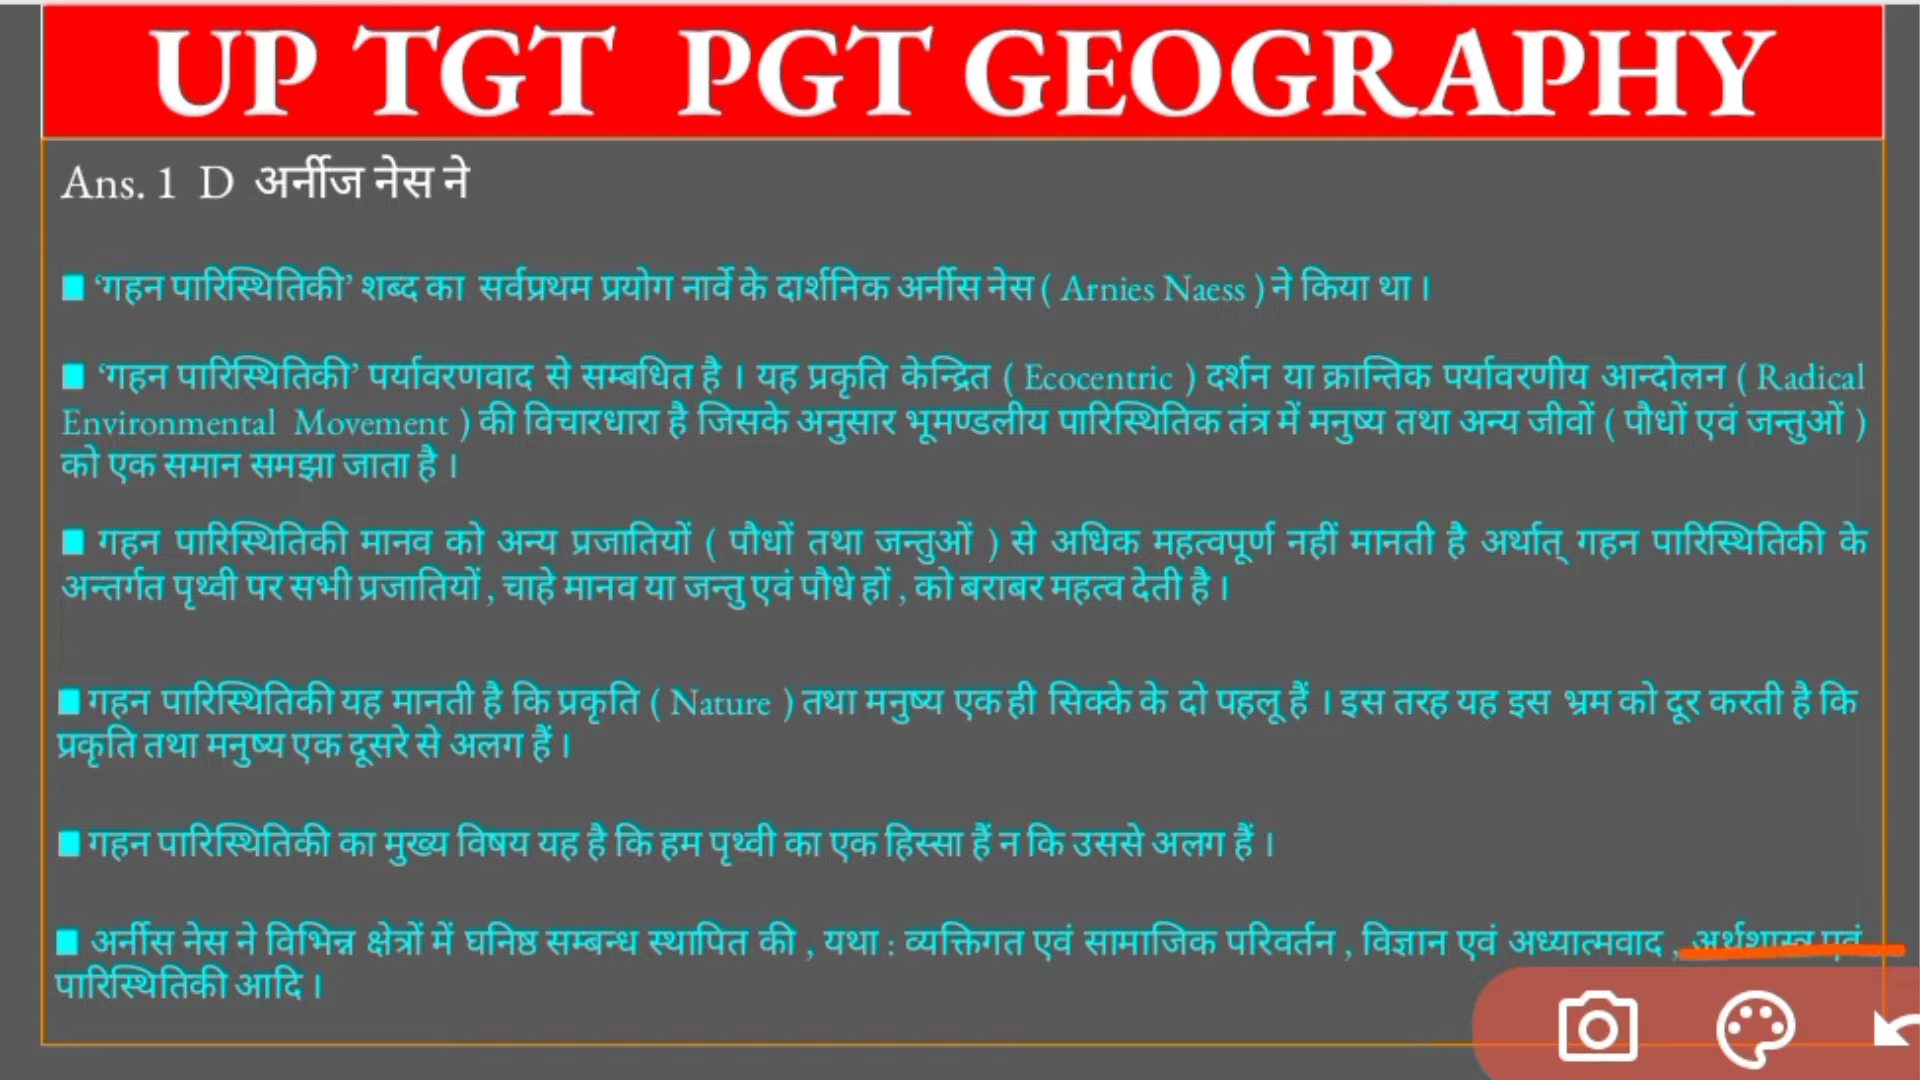 UP TGT PGT GEOGRAPHY
Ans. 1 D अर्नीज नेस ने
■ ‘गहन पारिस्थितिकी’ शब्द का सर्वप्रथम प्रयोग नार्वे के दार्शनिक अर्नीस नेस ( Arnies Naess ) ने किया था ।
■ ‘गहन पारिस्थितिकी’ पर्यावरणवाद से सम्बधित है । यह प्रकृति केन्द्रित ( Ecocentric ) दर्शन या क्रान्तिक पर्यावरणीय आन्दोलन ( Radical
Environmental Movement ) की विचारधारा है जिसके अनुसार भूमण्डलीय पारिस्थितिक तंत्र में मनुष्य तथा अन्य जीवों ( पौधों एवं जन्तुओं )
को एक समान समझा जाता है ।
■ गहन पारिस्थितिकी मानव को अन्य प्रजातियों ( पौधों तथा जन्तुओं ) से अधिक महत्वपूर्ण नहीं मानती है अर्थात् गहन पारिस्थितिकी के
अन्तर्गत पृथ्वी पर सभी प्रजातियों , चाहे मानव या जन्तु एवं पौधे हों , को बराबर महत्व देती है ।
■ गहन पारिस्थितिकी यह मानती है कि प्रकृति ( Nature ) तथा मनुष्य एक ही सिक्के के दो पहलू हैं । इस तरह यह इस भ्रम को दूर करती है कि
प्रकृति तथा मनुष्य एक दूसरे से अलग हैं ।
■ गहन पारिस्थितिकी का मुख्य विषय यह है कि हम पृथ्वी का एक हिस्सा हैं न कि उससे अलग हैं ।
■ अर्नीस नेस ने विभिन्न क्षेत्रों में घनिष्ठ सम्बन्ध स्थापित की , यथा : व्यक्तिगत एवं सामाजिक परिवर्तन , विज्ञान एवं अध्यात्मवाद , अर्थशास्त्र एवं
पारिस्थितिकी आदि ।